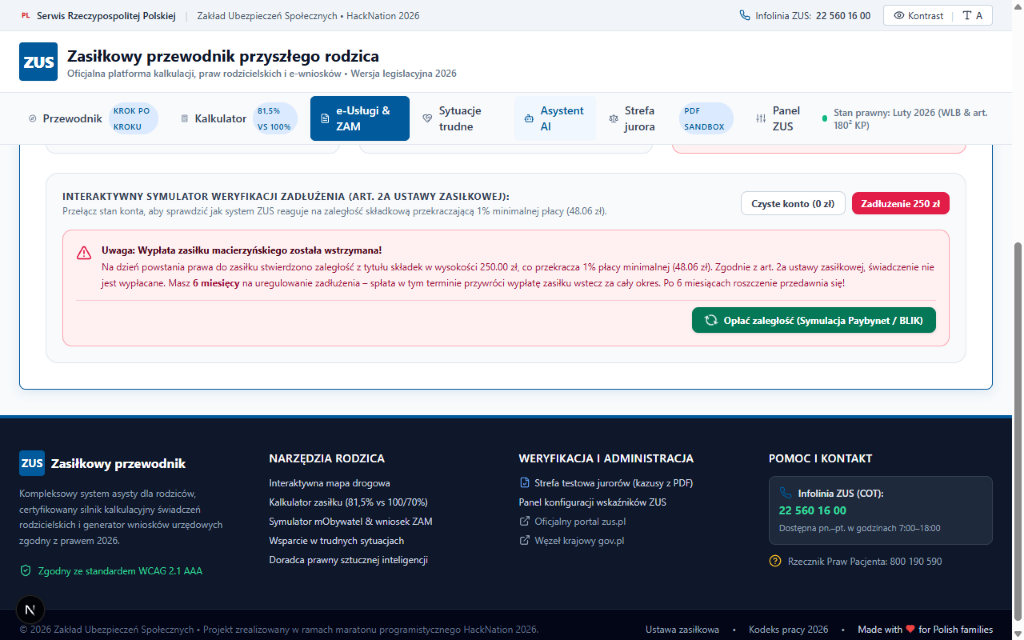 PL Serwis Rzeczypospolitej Polskiej | Zakład Ubezpieczeń Społecznych • HackNation 2026
Infolinia ZUS: 22 560 16 00
Kontrast | T A
ZUS
Zasiłkowy przewodnik przyszłego rodzica
Oficjalna platforma kalkulacji, praw rodzicielskich i e-wniosków • Wersja legislacyjna 2026
Przewodnik
KROK PO KROKU
Kalkulator
81,5% VS 100%
e-Usługi & ZAM
Sytuacje trudne
Asystent AI
Strefa jurora
PDF SANDBOX
Panel ZUS
Stan prawny: Luty 2026 (WLB & art. 180² KP)
INTERAKTYWNY SYMULATOR WERYFIKACJI ZADŁUŻENIA (ART. 2A USTAWY ZASIŁKOWEJ):
Przełącz stan konta, aby sprawdzić jak system ZUS reaguje na zaległość składkową przekraczającą 1% minimalnej płacy (48.06 zł).
Czyste konto (0 zł)
Zadłużenie 250 zł
Uwaga: Wypłata zasiłku macierzyńskiego została wstrzymana!
Na dzień powstania prawa do zasiłku stwierdzono zaległość z tytułu składek w wysokości 250.00 zł, co przekracza 1% płacy minimalnej (48.06 zł). Zgodnie z art. 2a ustawy zasiłkowej, świadczenie nie
jest wypłacane. Masz 6 miesięcy na uregulowanie zadłużenia – spłata w tym terminie przywróci wypłatę zasiłku wstecz za cały okres. Po 6 miesiącach roszczenie przedawnia się!
Opłać zaległość (Symulacja Paybynet / BLIK)
ZUS Zasiłkowy przewodnik
Kompleksowy system asysty dla rodziców,
certyfikowany silnik kalkulacyjny świadczeń
rodzicielskich i generator wniosków urzędowych
zgodny z prawem 2026.
Zgodny ze standardem WCAG 2.1 AAA
NARZĘDZIA RODZICA
Interaktywna mapa drogowa
Kalkulator zasiłku (81,5% vs 100/70%)
Symulator mObywatel & wniosek ZAM
Wsparcie w trudnych sytuacjach
Doradca prawny sztucznej inteligencji
WERYFIKACJA I ADMINISTRACJA
Strefa testowa jurorów (kazusy z PDF)
Panel konfiguracji wskaźników ZUS
Oficjalny portal zus.pl
Węzeł krajowy gov.pl
POMOC I KONTAKT
Infolinia ZUS (COT):
22 560 16 00
Dostępna pn.–pt. w godzinach 7:00–18:00
Rzecznik Praw Pacjenta: 800 190 590
N
© 2026 Zakład Ubezpieczeń Społecznych • Projekt zrealizowany w ramach maratonu programistycznego HackNation 2026.
Ustawa zasiłkowa • Kodeks pracy 2026 • Made with ❤ for Polish families